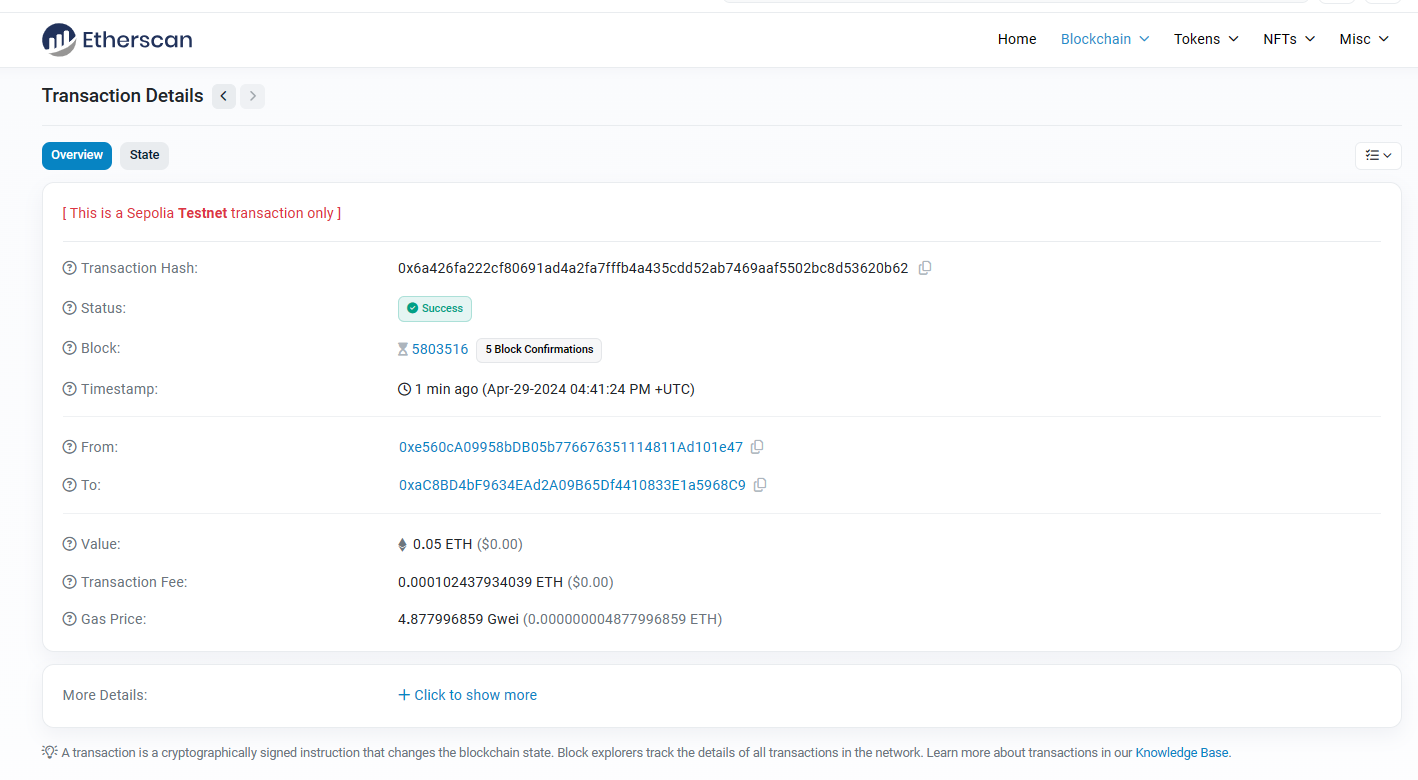 Etherscan
Home Blockchain Tokens NFTs Misc
Transaction Details
Overview State
[ This is a Sepolia Testnet transaction only ]
Transaction Hash: 0x6a426fa222cf80691ad4a2fa7fffb4a435cdd52ab7469aaf5502bc8d53620b62
Status: Success
Block: 5803516 5 Block Confirmations
Timestamp: 1 min ago (Apr-29-2024 04:41:24 PM +UTC)
From: 0xe560cA09958bDB05b776676351114811Ad101e47
To: 0xaC8BD4bF9634EAd2A09B65Df4410833E1a5968C9
Value: 0.05 ETH ($0.00)
Transaction Fee: 0.000102437934039 ETH ($0.00)
Gas Price: 4.877996859 Gwei (0.000000004877996859 ETH)
More Details: + Click to show more
A transaction is a cryptographically signed instruction that changes the blockchain state. Block explorers track the details of all transactions in the network. Learn more about transactions in our Knowledge Base.